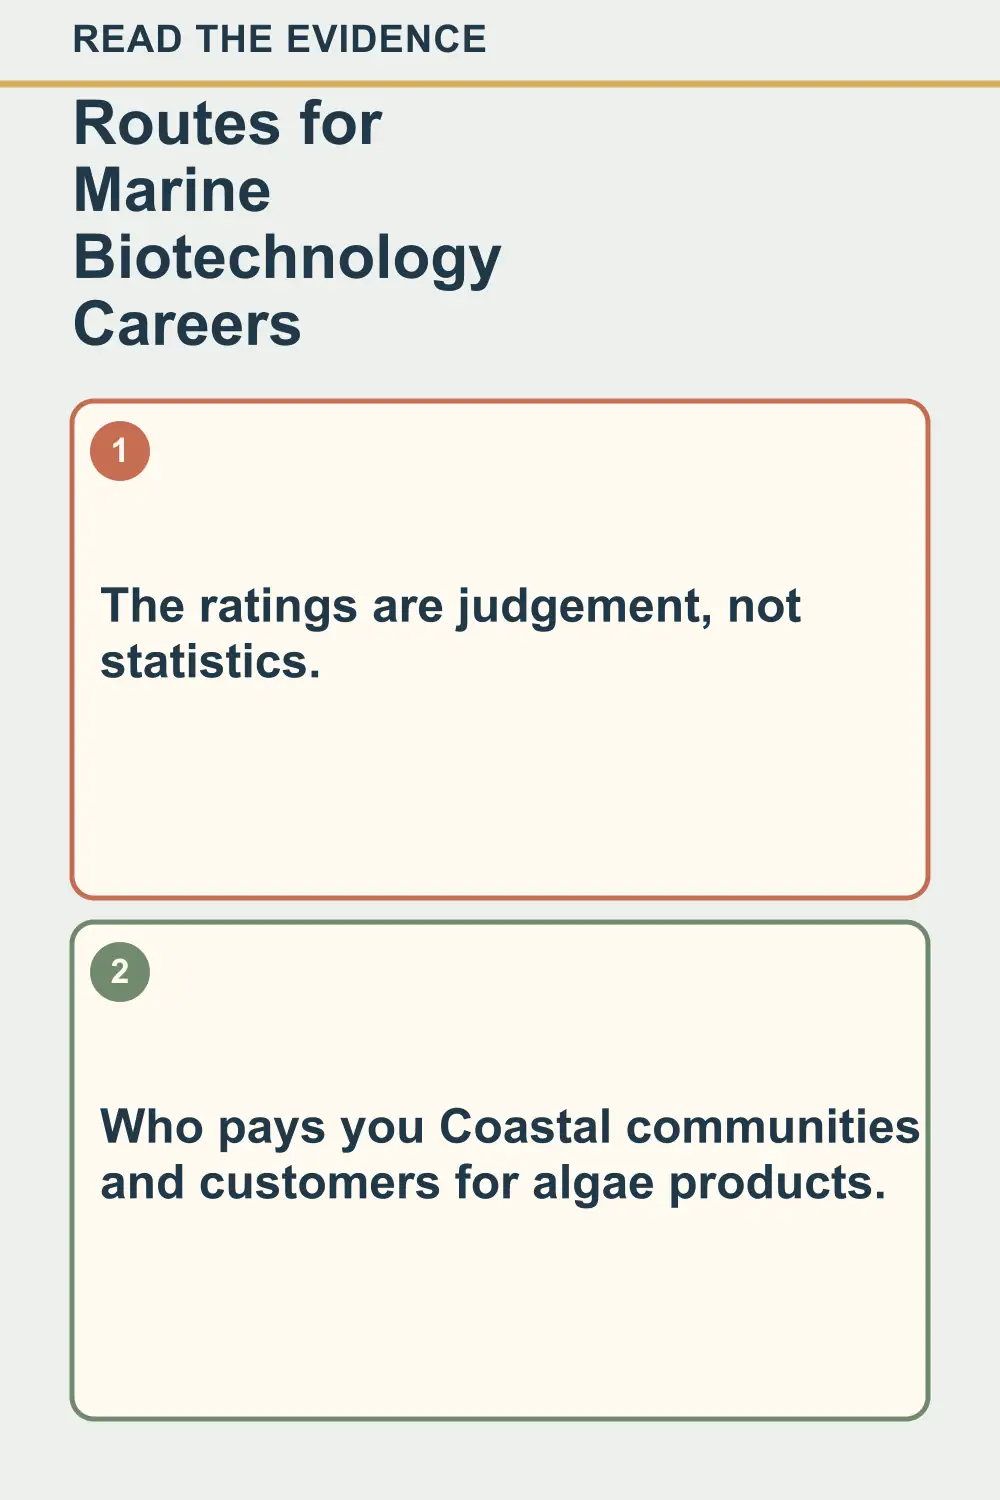 READ THE EVIDENCE
Routes for
Marine
Biotechnology
Careers
1
The ratings are judgement, not
statistics.
2
Who pays you Coastal communities
and customers for algae products.